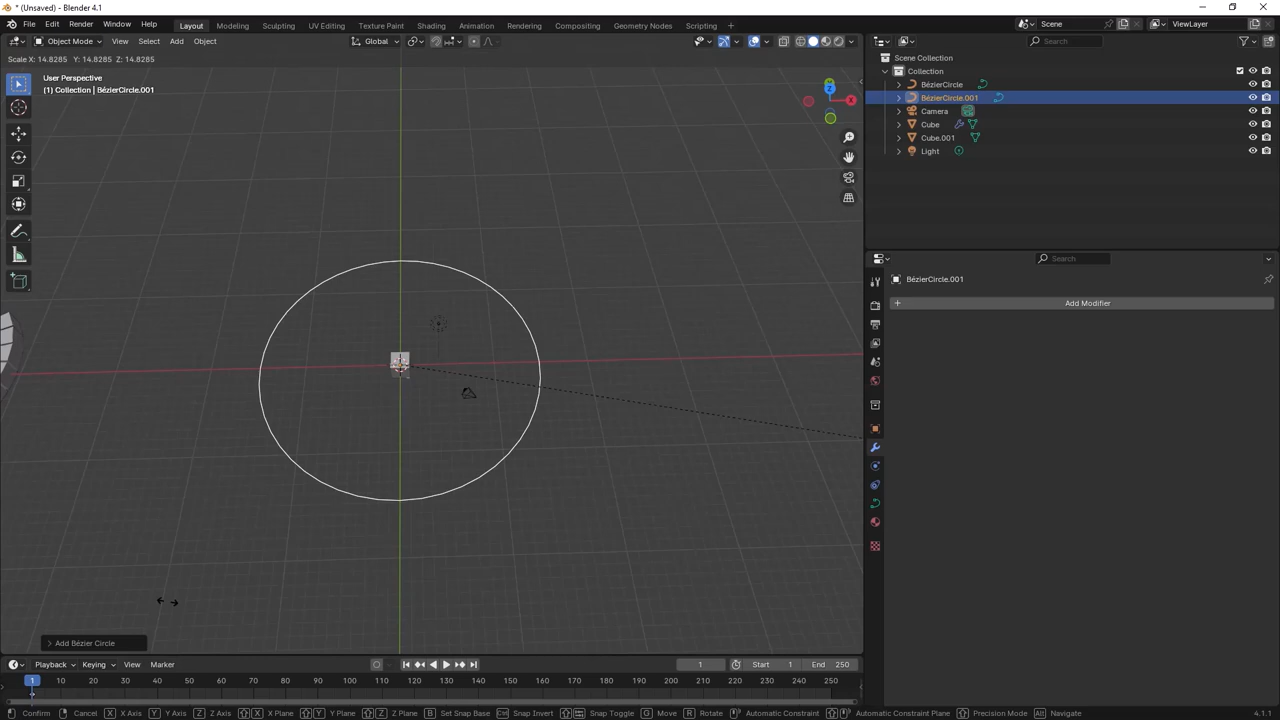 * (Unsaved) - Blender 4.1
File Edit Render Window Help Layout Modeling Sculpting UV Editing Texture Paint Shading Animation Rendering Compositing Geometry Nodes Scripting Scene ViewLayer
Object Mode View Select Add Object Global Search
Scale X: 14.8285 Y: 14.8285 Z: 14.8285
User Perspective
(1) Collection | BézierCircle.001
Z
X
Scene Collection
Collection
BézierCircle
BézierCircle.001
Camera
Cube
Cube.001
Light
Search
BézierCircle.001
+ Add Modifier
> Add Bézier Circle
Playback Keying View Marker 1 Start 1 End 250
1 10 20 30 40 50 60 70 80 90 100 110 120 130 140 150 160 170 180 190 200 210 220 230 240 250
Confirm Cancel X X Axis Y Y Axis Z Z Axis X X Plane Y Y Plane Z Z Plane B Set Snap Base Snap Invert Snap Toggle G Move R Rotate Automatic Constraint Automatic Constraint Plane Precision Mode Alt Navigate 4.1.1